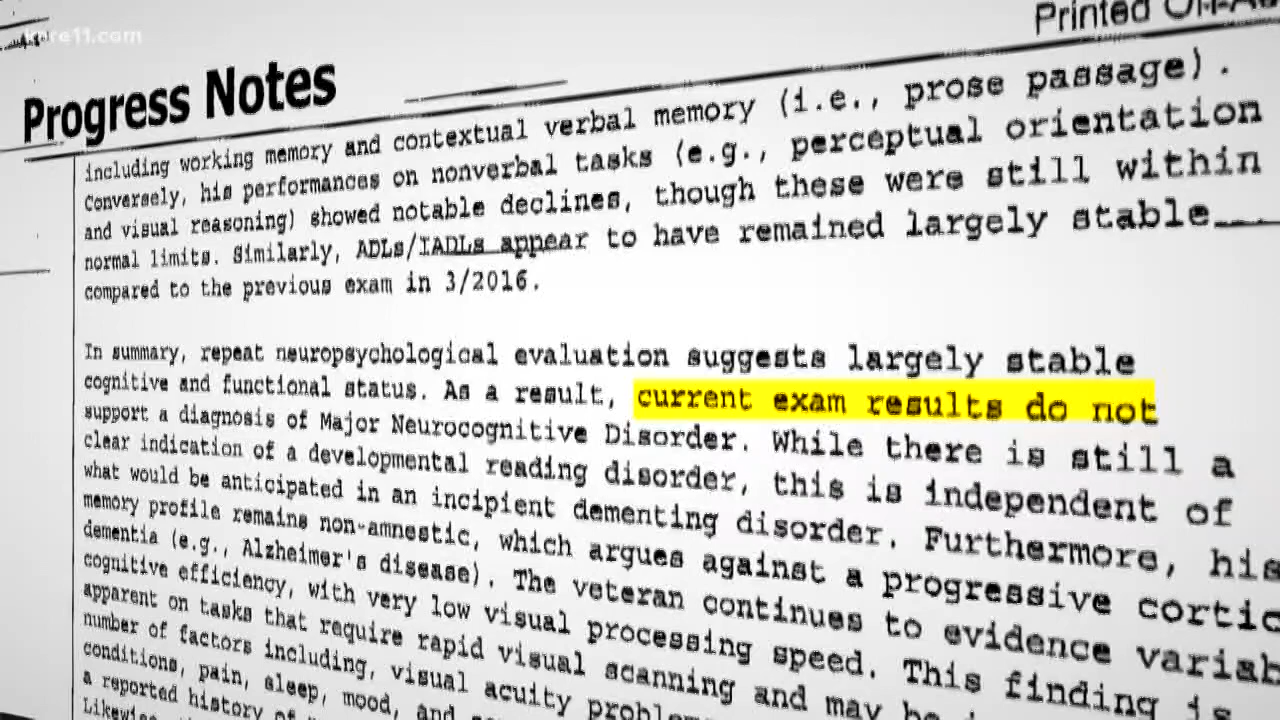 kare11.com
Printed On
Progress Notes
including working memory and contextual verbal memory (i.e., prose passage).
Conversely, his performances on nonverbal tasks (e.g., perceptual orientation
and visual reasoning) showed notable declines, though these were still within
normal limits. Similarly, ADLs/IADLs appear to have remained largely stable
compared to the previous exam in 3/2016.
In summary, repeat neuropsychological evaluation suggests largely stable
cognitive and functional status. As a result, current exam results do not
support a diagnosis of Major Neurocognitive Disorder. While there is still a
clear indication of a developmental reading disorder, this is independent of
what would be anticipated in an incipient dementing disorder. Furthermore, his
memory profile remains non-amnestic, which argues against a progressive cortic
dementia (e.g., Alzheimer's disease). The veteran continues to evidence variab
cognitive efficiency, with very low visual processing speed. This finding is
apparent on tasks that require rapid visual scanning and may be
number of factors including, visual acuity problem
conditions, pain, sleep, mood, and
a reported history of
Likewise